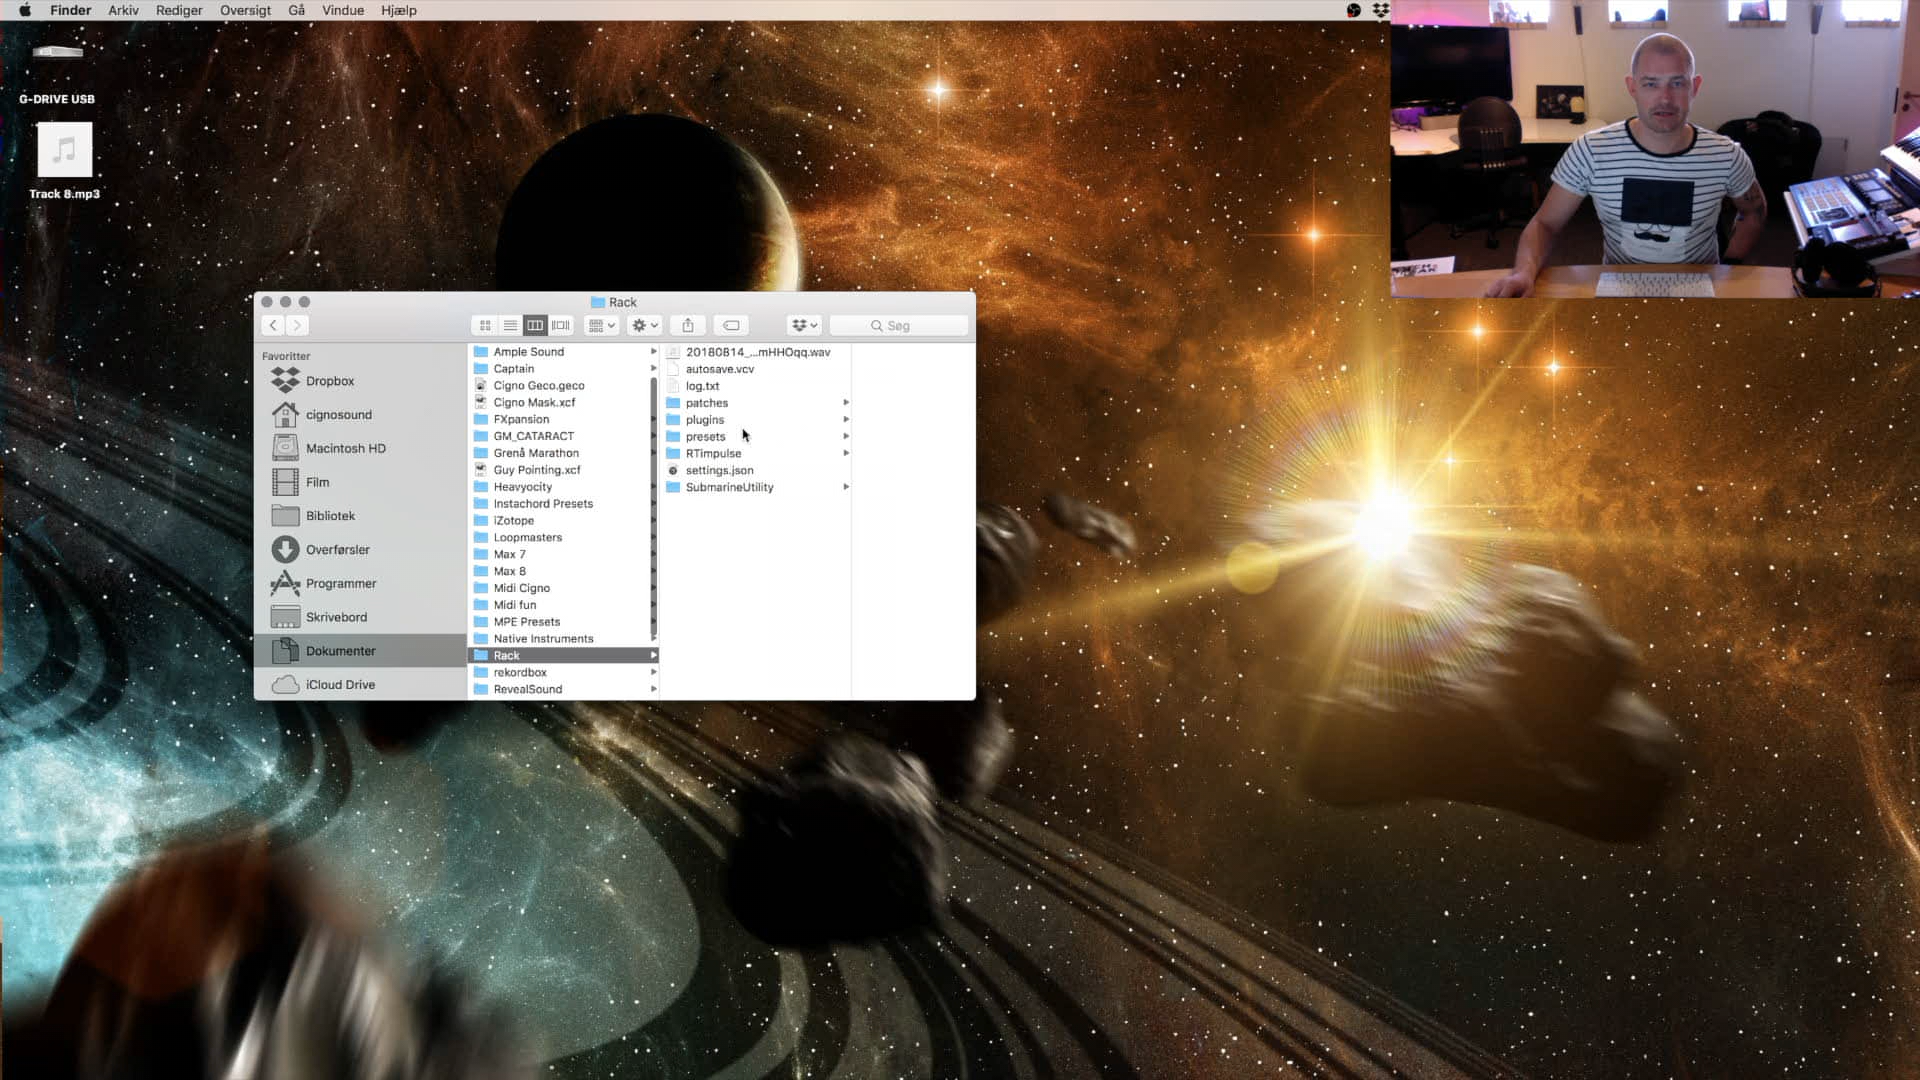 Finder Arkiv Rediger Oversigt Gå Vindue Hjælp
G-DRIVE USB
Track 8.mp3
Rack
Søg
Favoritter
Dropbox
cignosound
Macintosh HD
Film
Bibliotek
Overførsler
Programmer
Skrivebord
Dokumenter
iCloud Drive
Ample Sound
Captain
Cigno Geco.geco
Cigno Mask.xcf
FXpansion
GM_CATARACT
Grenå Marathon
Guy Pointing.xcf
Heavyocity
Instachord Presets
iZotope
Loopmasters
Max 7
Max 8
Midi Cigno
Midi fun
MPE Presets
Native Instruments
Rack
rekordbox
RevealSound
20180814_...mHHOqq.wav
autosave.vcv
log.txt
patches
plugins
presets
RTimpulse
settings.json
SubmarineUtility